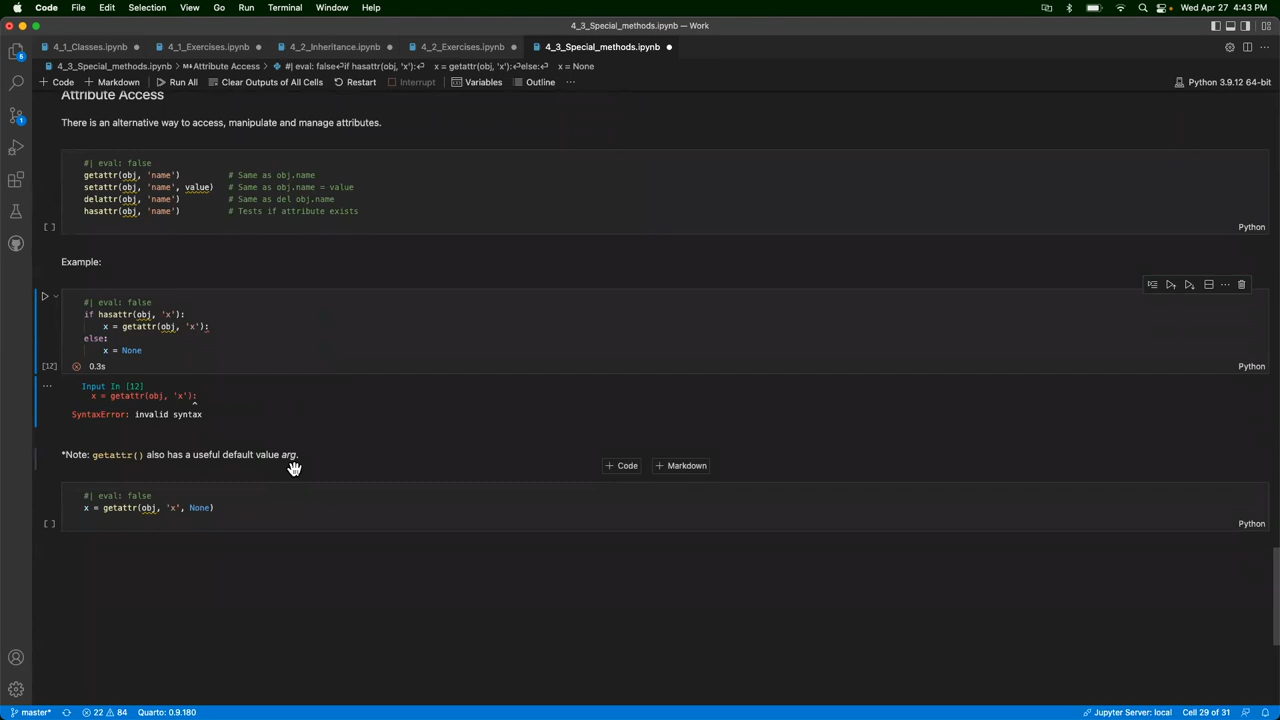 Code File Edit Selection View Go Run Terminal Window Help Wed Apr 27 4:43 PM
4_3_Special_methods.ipynb — Work
4_1_Classes.ipynb 4_1_Exercises.ipynb 4_2_Inheritance.ipynb 4_2_Exercises.ipynb 4_3_Special_methods.ipynb
4_3_Special_methods.ipynb > M↓Attribute Access > #| eval: false↵if hasattr(obj, 'x'):↵ x = getattr(obj, 'x'):↵else:↵ x = None
+ Code + Markdown Run All Clear Outputs of All Cells Restart Interrupt Variables Outline ... Python 3.9.12 64-bit
Attribute Access
There is an alternative way to access, manipulate and manage attributes.
#| eval: false
getattr(obj, 'name') # Same as obj.name
setattr(obj, 'name', value) # Same as obj.name = value
delattr(obj, 'name') # Same as del obj.name
hasattr(obj, 'name') # Tests if attribute exists
[ ] Python
Example:
#| eval: false
if hasattr(obj, 'x'):
x = getattr(obj, 'x'):
else:
x = None
[12] 0.3s Python
Input In [12]
x = getattr(obj, 'x'):
^
SyntaxError: invalid syntax
*Note: getattr() also has a useful default value arg.
+ Code + Markdown
#| eval: false
x = getattr(obj, 'x', None)
[ ] Python
master* 22 84 Quarto: 0.9.180 Jupyter Server: local Cell 29 of 31